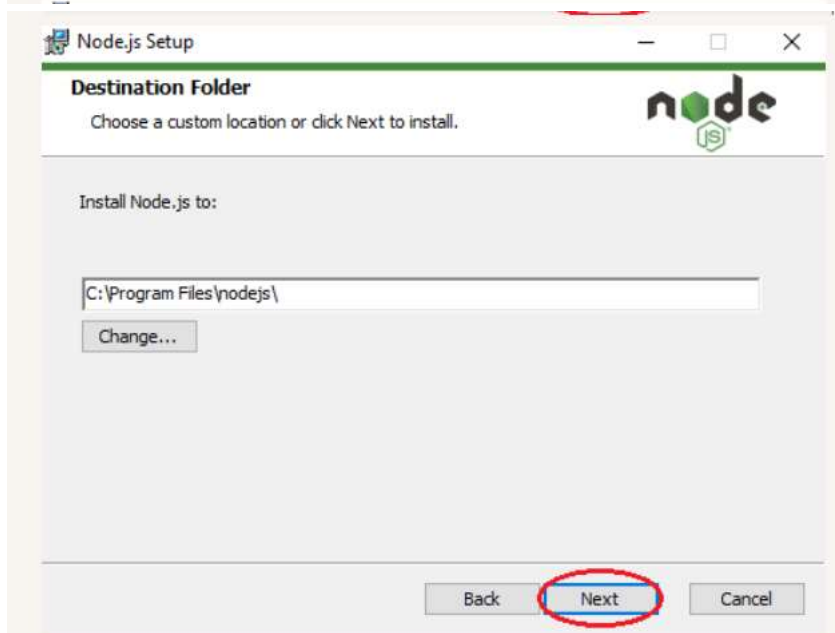 Node.js Setup
Destination Folder
Choose a custom location or click Next to install.
node
JS
Install Node.js to:
C:\Program Files\nodejs\
Change...
Back Next Cancel